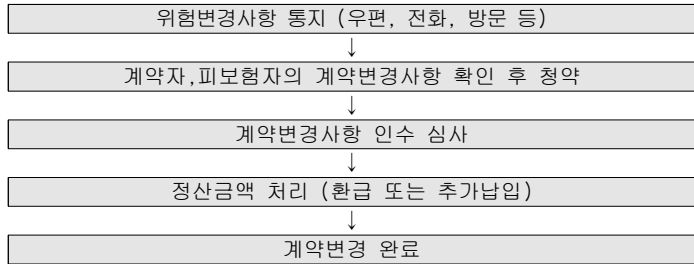 위험변경사항 통지 (우편, 전화, 방문 등)
↓
계약자,피보험자의 계약변경사항 확인 후 청약
↓
계약변경사항 인수 심사
↓
정산금액 처리 (환급 또는 추가납입)
↓
계약변경 완료